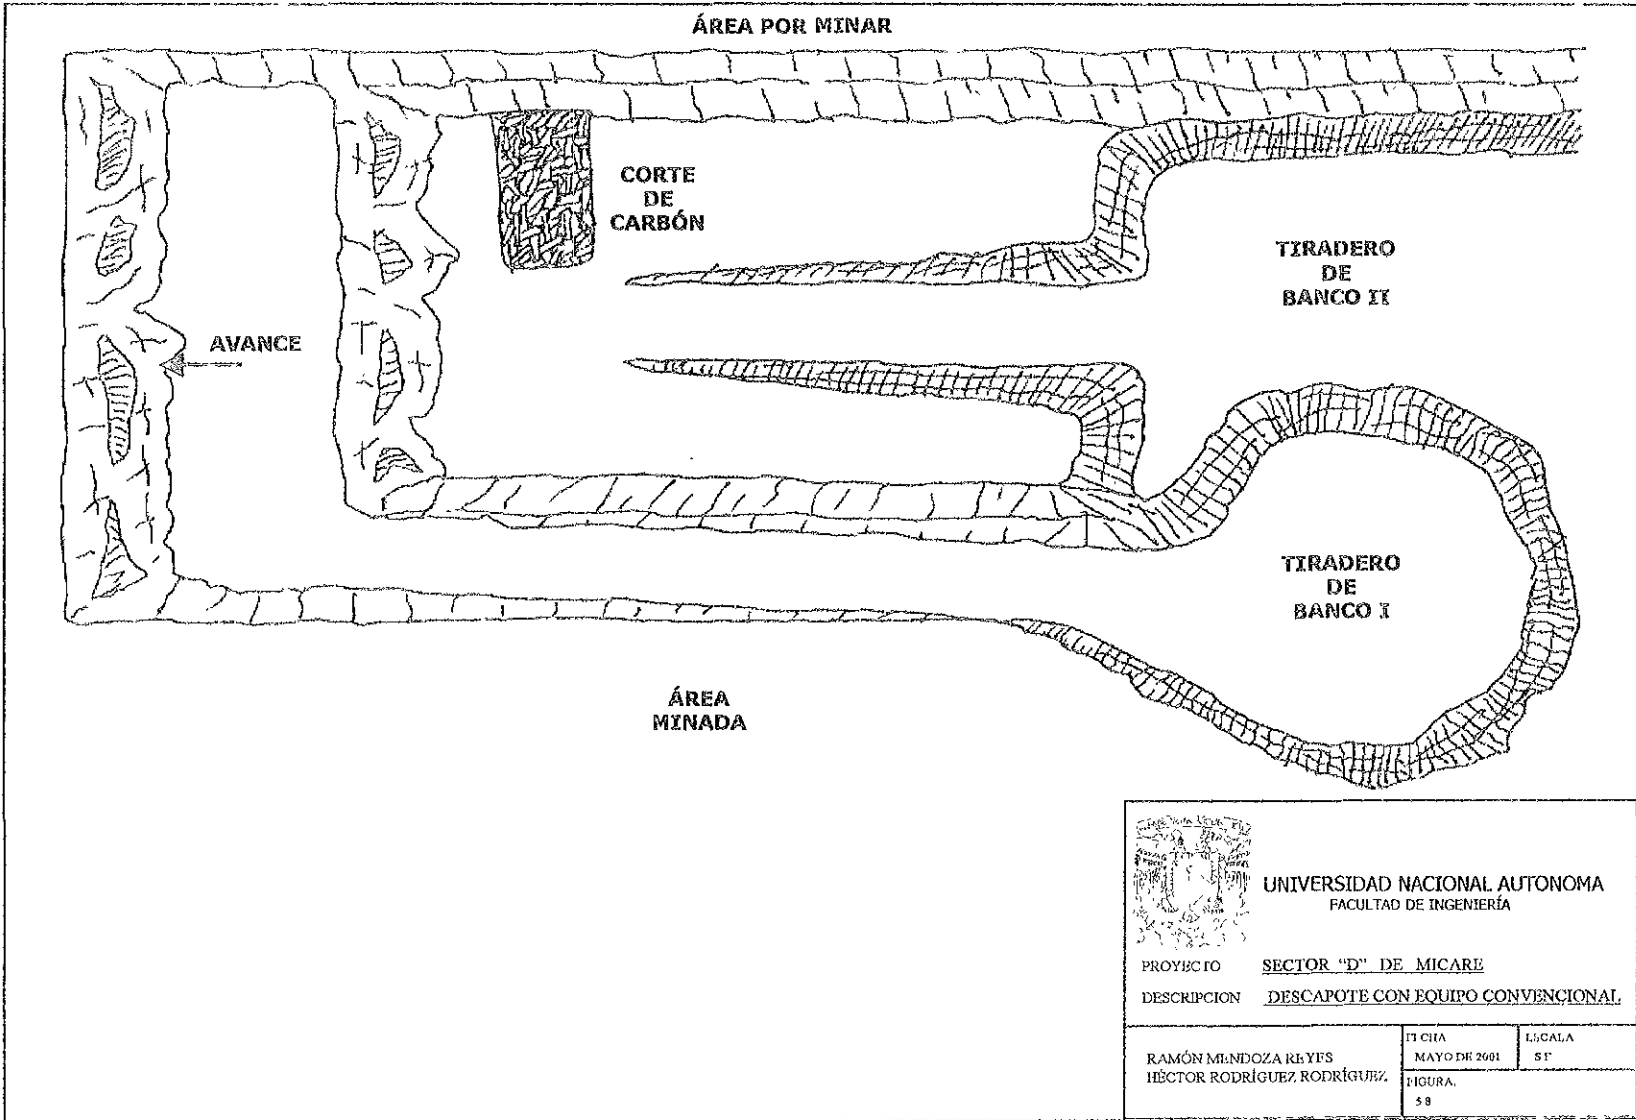 ÁREA POR MINAR
CORTE
DE
CARBÓN
TIRADERO
DE
BANCO II
AVANCE
TIRADERO
DE
BANCO I
ÁREA
MINADA
UNIVERSIDAD NACIONAL AUTONOMA
FACULTAD DE INGENIERÍA
PROYECTO SECTOR "D" DE MICARE
DESCRIPCION DESCAPOTE CON EQUIPO CONVENCIONAL
RAMÓN MENDOZA REYES
HÉCTOR RODRÍGUEZ RODRÍGUEZ
FECHA
MAYO DE 2001
ESCALA
FIGURA.